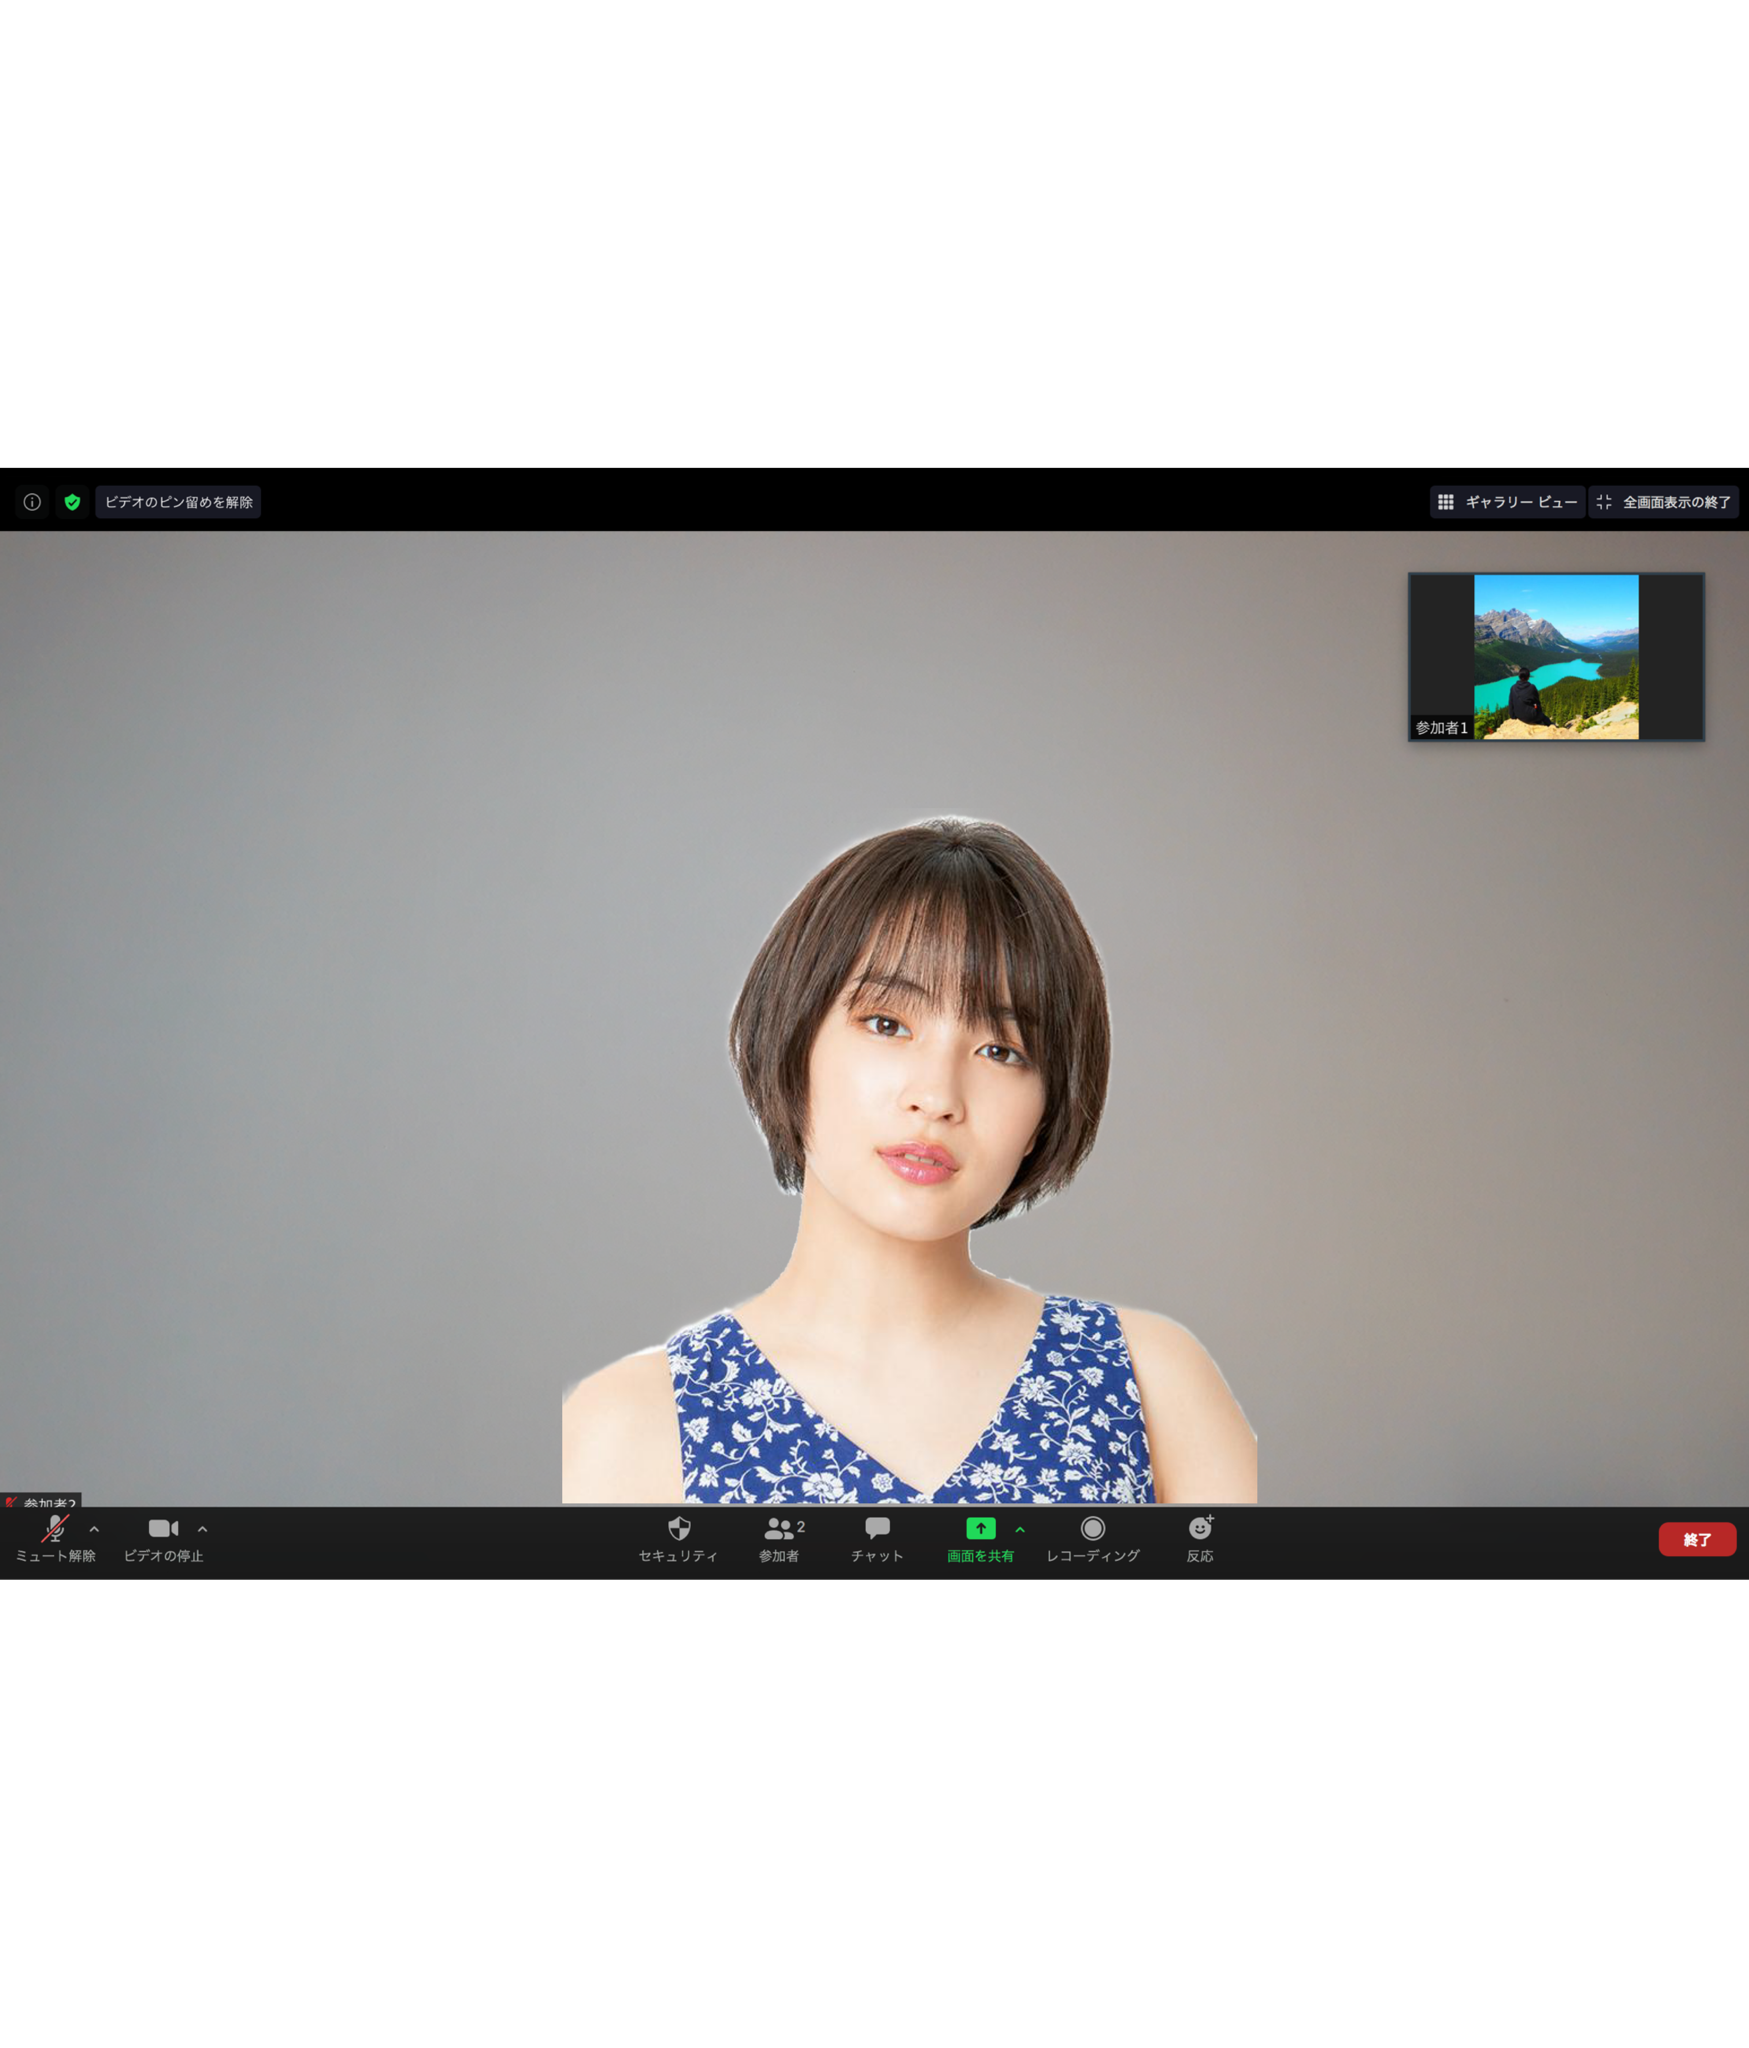 ビデオのピン留めを解除
ギャラリー ビュー
全画面表示の終了
参加者1
参加者2
ミュート解除
ビデオの停止
セキュリティ
2
参加者
チャット
画面を共有
レコーディング
反応
終了